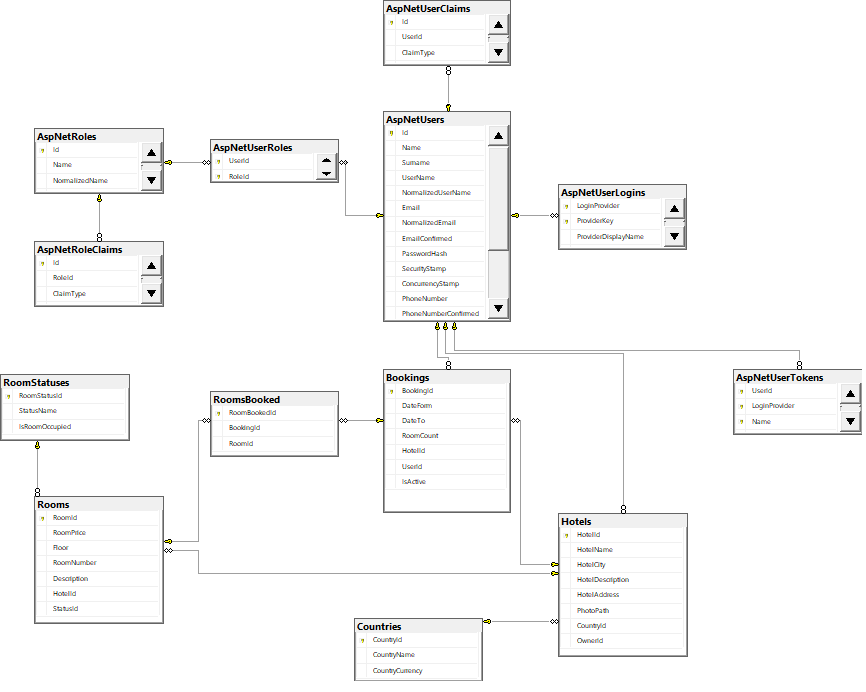 AspNetUserClaims
Id
UserId
ClaimType
AspNetRoles
Id
Name
NormalizedName
AspNetUserRoles
UserId
RoleId
AspNetUsers
Id
Name
Surname
UserName
NormalizedUserName
Email
NormalizedEmail
EmailConfirmed
PasswordHash
SecurityStamp
ConcurrencyStamp
PhoneNumber
PhoneNumberConfirmed
AspNetUserLogins
LoginProvider
ProviderKey
ProviderDisplayName
AspNetRoleClaims
Id
RoleId
ClaimType
RoomStatuses
RoomStatusId
StatusName
IsRoomOccupied
RoomsBooked
RoomBookedId
BookingId
RoomId
Bookings
BookingId
DateForm
DateTo
RoomCount
HotelId
UserId
IsActive
AspNetUserTokens
UserId
LoginProvider
Name
Rooms
RoomId
RoomPrice
Floor
RoomNumber
Description
HotelId
StatusId
Hotels
HotelId
HotelName
HotelCity
HotelDescription
HotelAddress
PhotoPath
CountryId
OwnerId
Countries
CountryId
CountryName
CountryCurrency